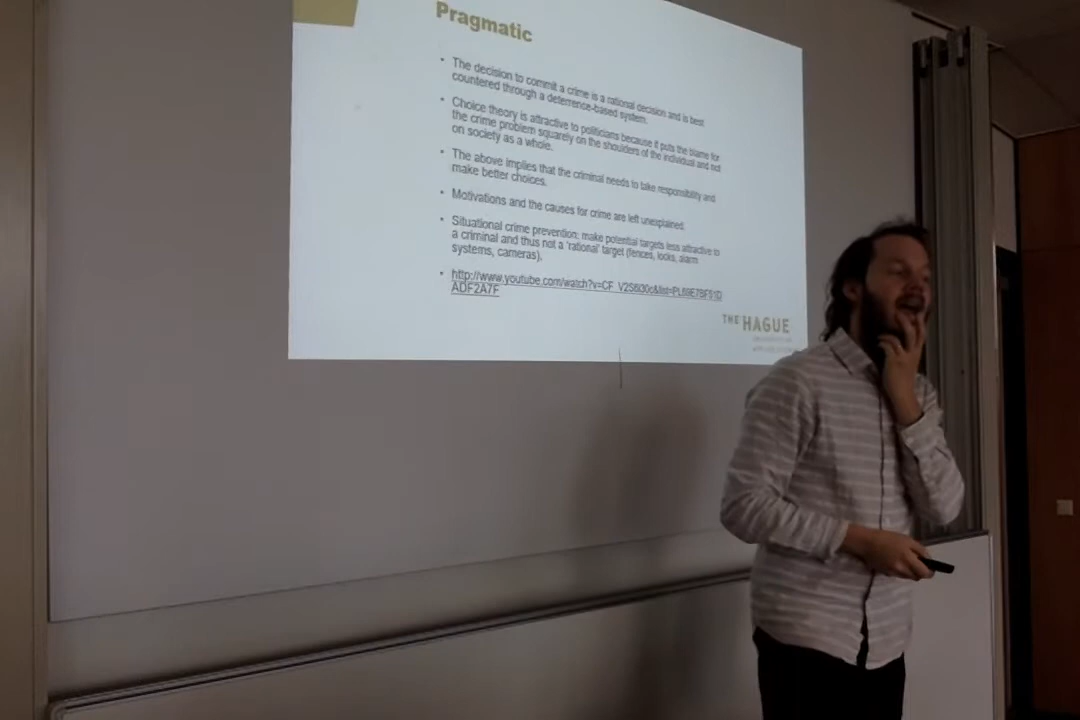 Pragmatic
• The decision to commit a crime is a rational decision and is best
countered through a deterrence-based system.
• Choice theory is attractive to politicians because it puts the blame for
the crime problem squarely on the shoulders of the individual and not
on society as a whole.
• The above implies that the criminal needs to take responsibility and
make better choices.
• Motivations and the causes for crime are left unexplained.
• Situational crime prevention: make potential targets less attractive to
a criminal and thus not a 'rational' target (fences, locks, alarm
systems, cameras).
• 
ADF2A7F
THE HAGUE